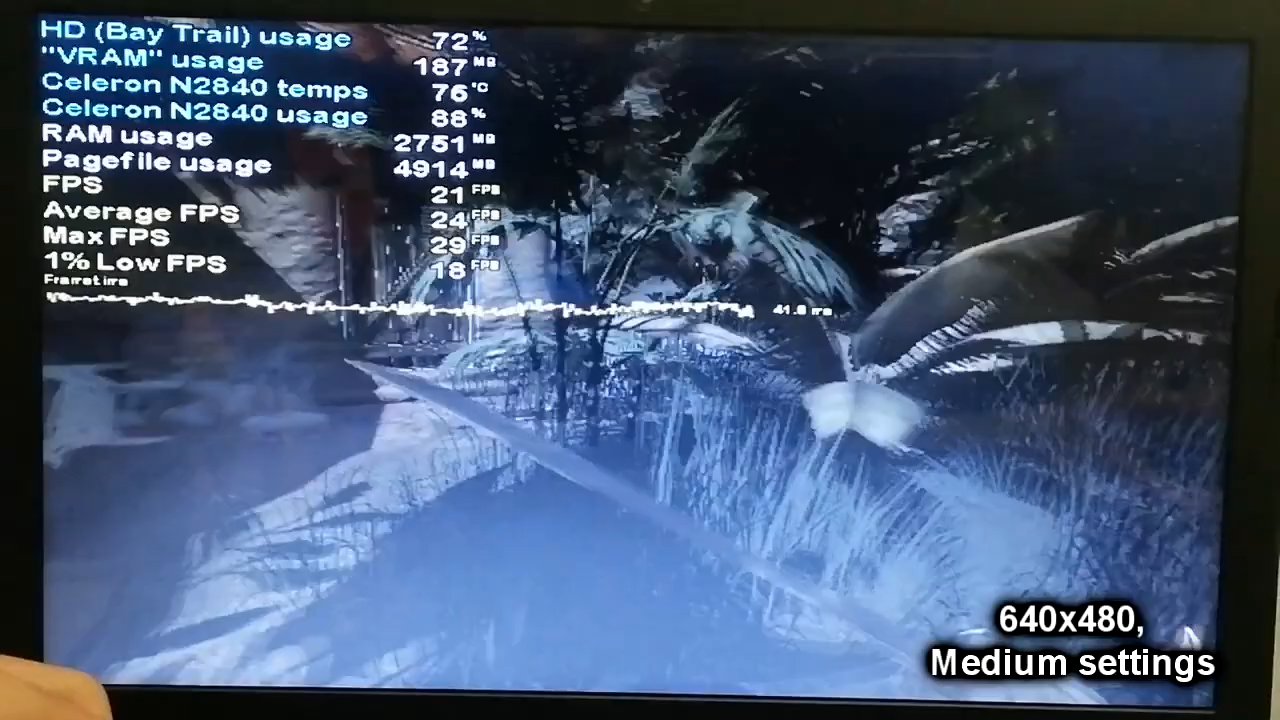 HD (Bay Trail) usage 72 %
"VRAM" usage 187 MB
Celeron N2840 temps 76 °C
Celeron N2840 usage 88 %
RAM usage 2751 MB
Pagefile usage 4914 MB
FPS 21 FPS
Average FPS 24 FPS
Max FPS 29 FPS
1% Low FPS 18 FPS
Frametime
41.8 ms
640x480,
Medium settings